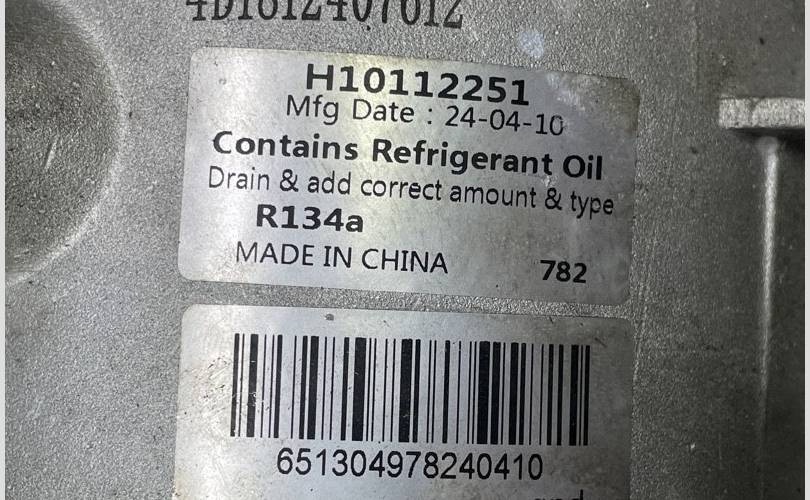 4D1612407012
H10112251
Mfg Date : 24-04-10
Contains Refrigerant Oil
Drain & add correct amount & type
R134a
MADE IN CHINA 782
651304978240410